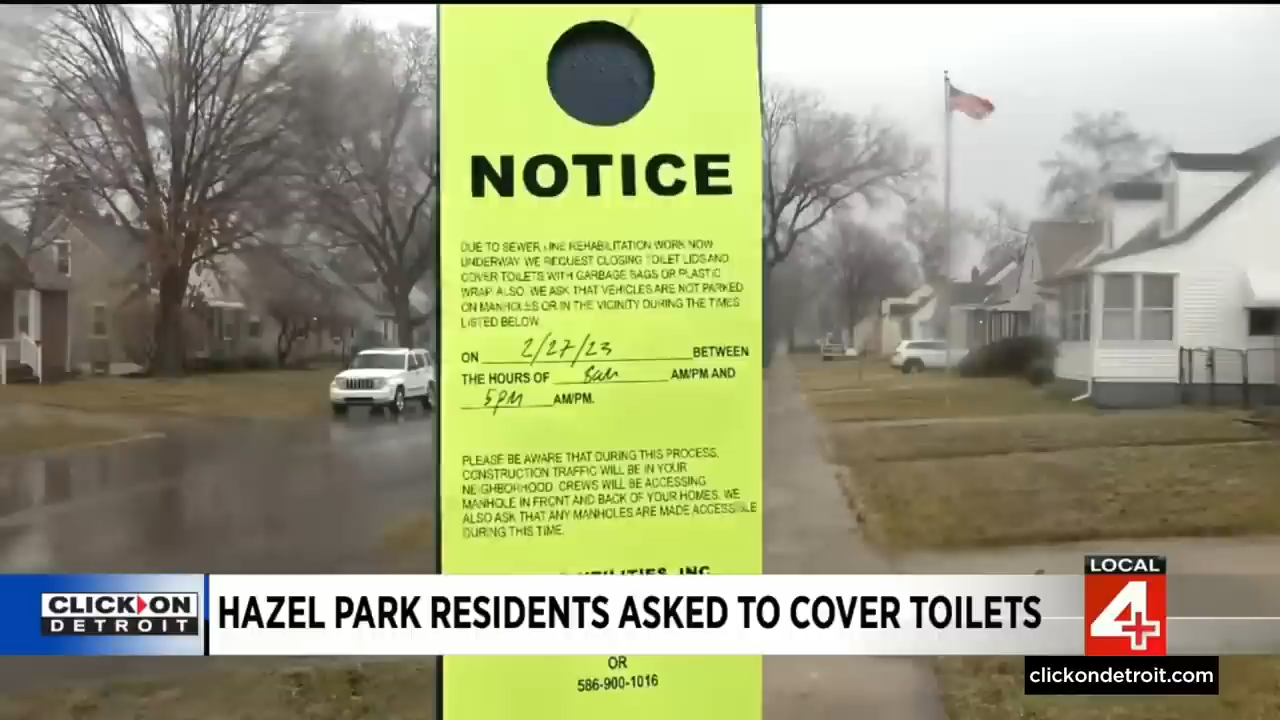 NOTICE
DUE TO SEWER LINE REHABILITATION WORK NOW
UNDERWAY, WE REQUEST CLOSING TOILET LIDS AND
COVER TOILETS WITH GARBAGE BAGS OR PLASTIC
WRAP. ALSO, WE ASK THAT VEHICLES ARE NOT PARKED
ON MANHOLES OR IN THE VICINITY DURING THE TIMES
LISTED BELOW.
ON 2/27/23 BETWEEN
THE HOURS OF 8am AM/PM AND
5PM AM/PM.
PLEASE BE AWARE THAT DURING THIS PROCESS,
CONSTRUCTION TRAFFIC WILL BE IN YOUR
NEIGHBORHOOD. CREWS WILL BE ACCESSING
MANHOLE IN FRONT AND BACK OF YOUR HOMES. WE
ALSO ASK THAT ANY MANHOLES ARE MADE ACCESSIBLE
DURING THIS TIME.
UTILITIES, INC
CLICK ON
DETROIT
HAZEL PARK RESIDENTS ASKED TO COVER TOILETS
LOCAL
4
OR
586-900-1016
clickondetroit.com